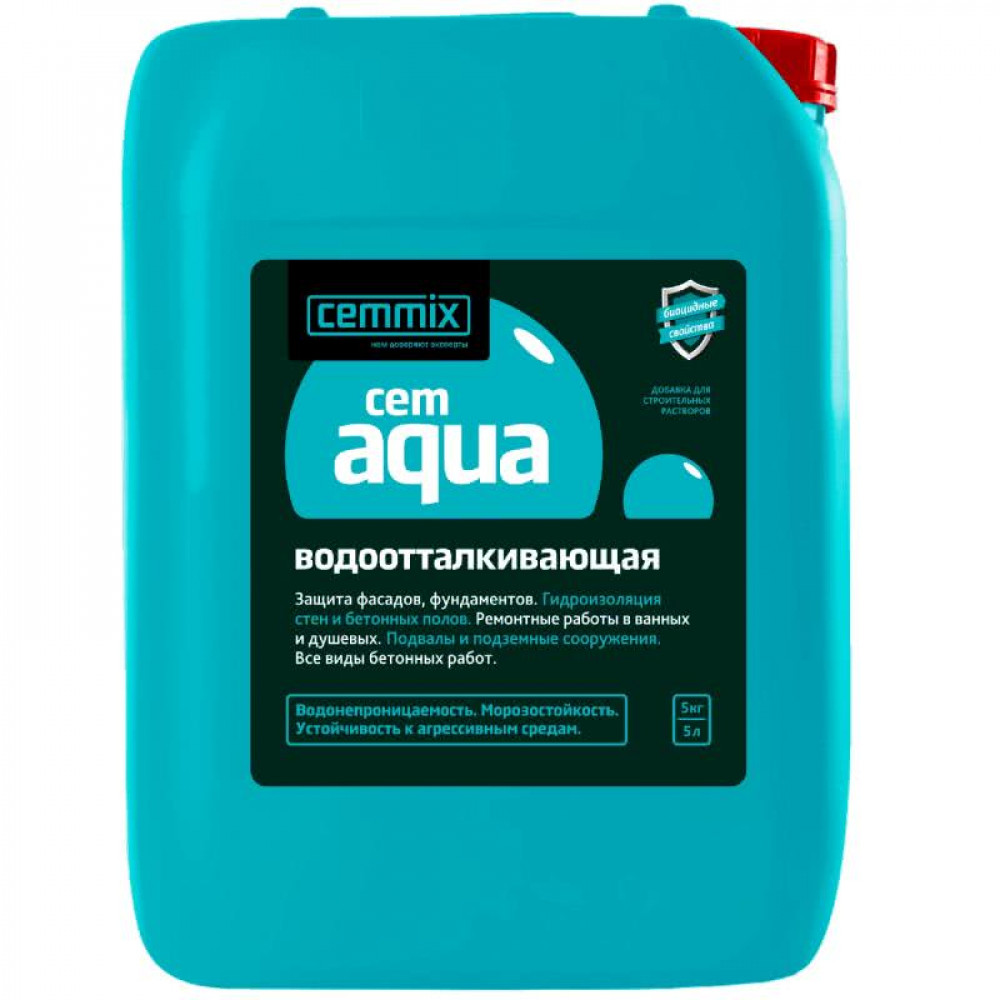 cemmix
нам доверяют эксперты
биоцидные
свойства
cem
aqua
ДОБАВКА ДЛЯ
СТРОИТЕЛЬНЫХ
РАСТВОРОВ
водоотталкивающая
Защита фасадов, фундаментов. Гидроизоляция
стен и бетонных полов. Ремонтные работы в ванных
и душевых. Подвалы и подземные сооружения.
Все виды бетонных работ.
Водонепроницаемость. Морозостойкость.
Устойчивость к агрессивным средам.
5кг
5л